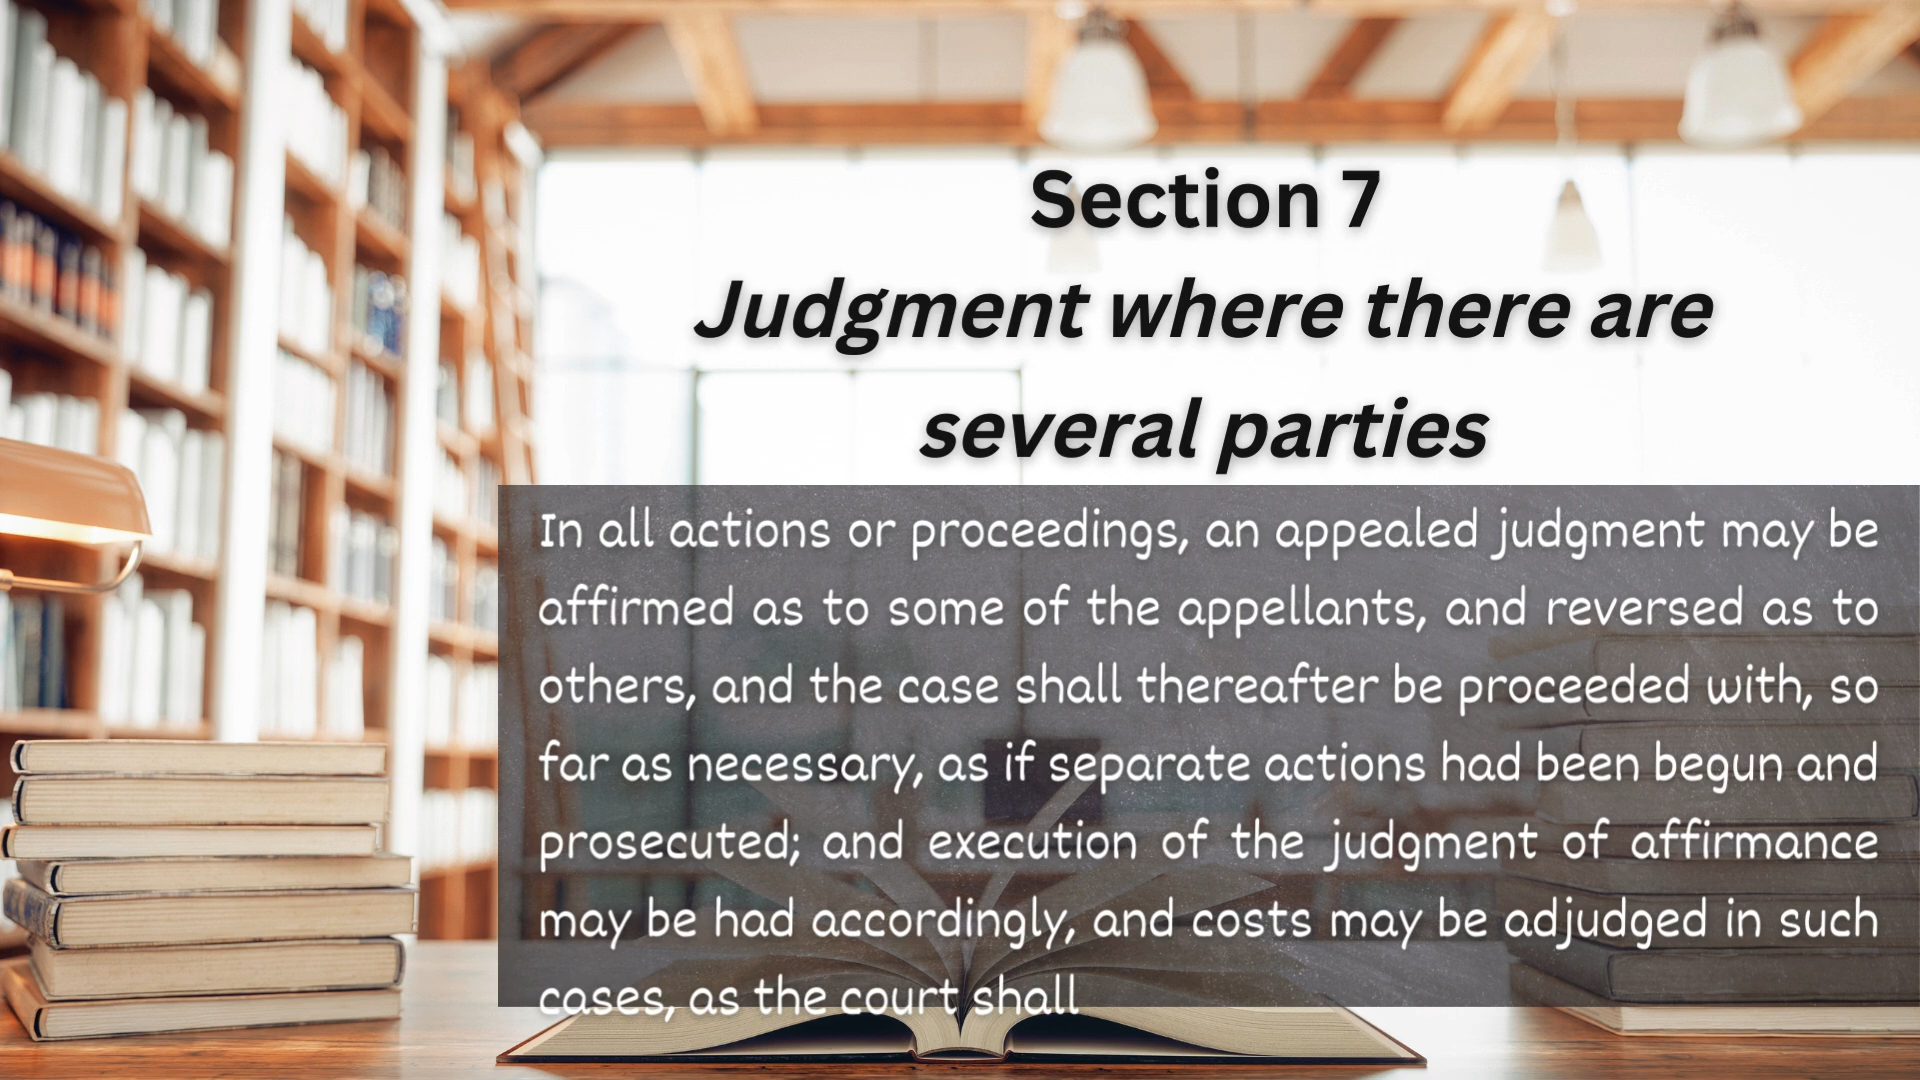 Section 7
Judgment where there are
several parties
In all actions or proceedings, an appealed judgment may be
affirmed as to some of the appellants, and reversed as to
others, and the case shall thereafter be proceeded with, so
far as necessary, as if separate actions had been begun and
prosecuted; and execution of the judgment of affirmance
may be had accordingly, and costs may be adjudged in such
cases, as the court shall